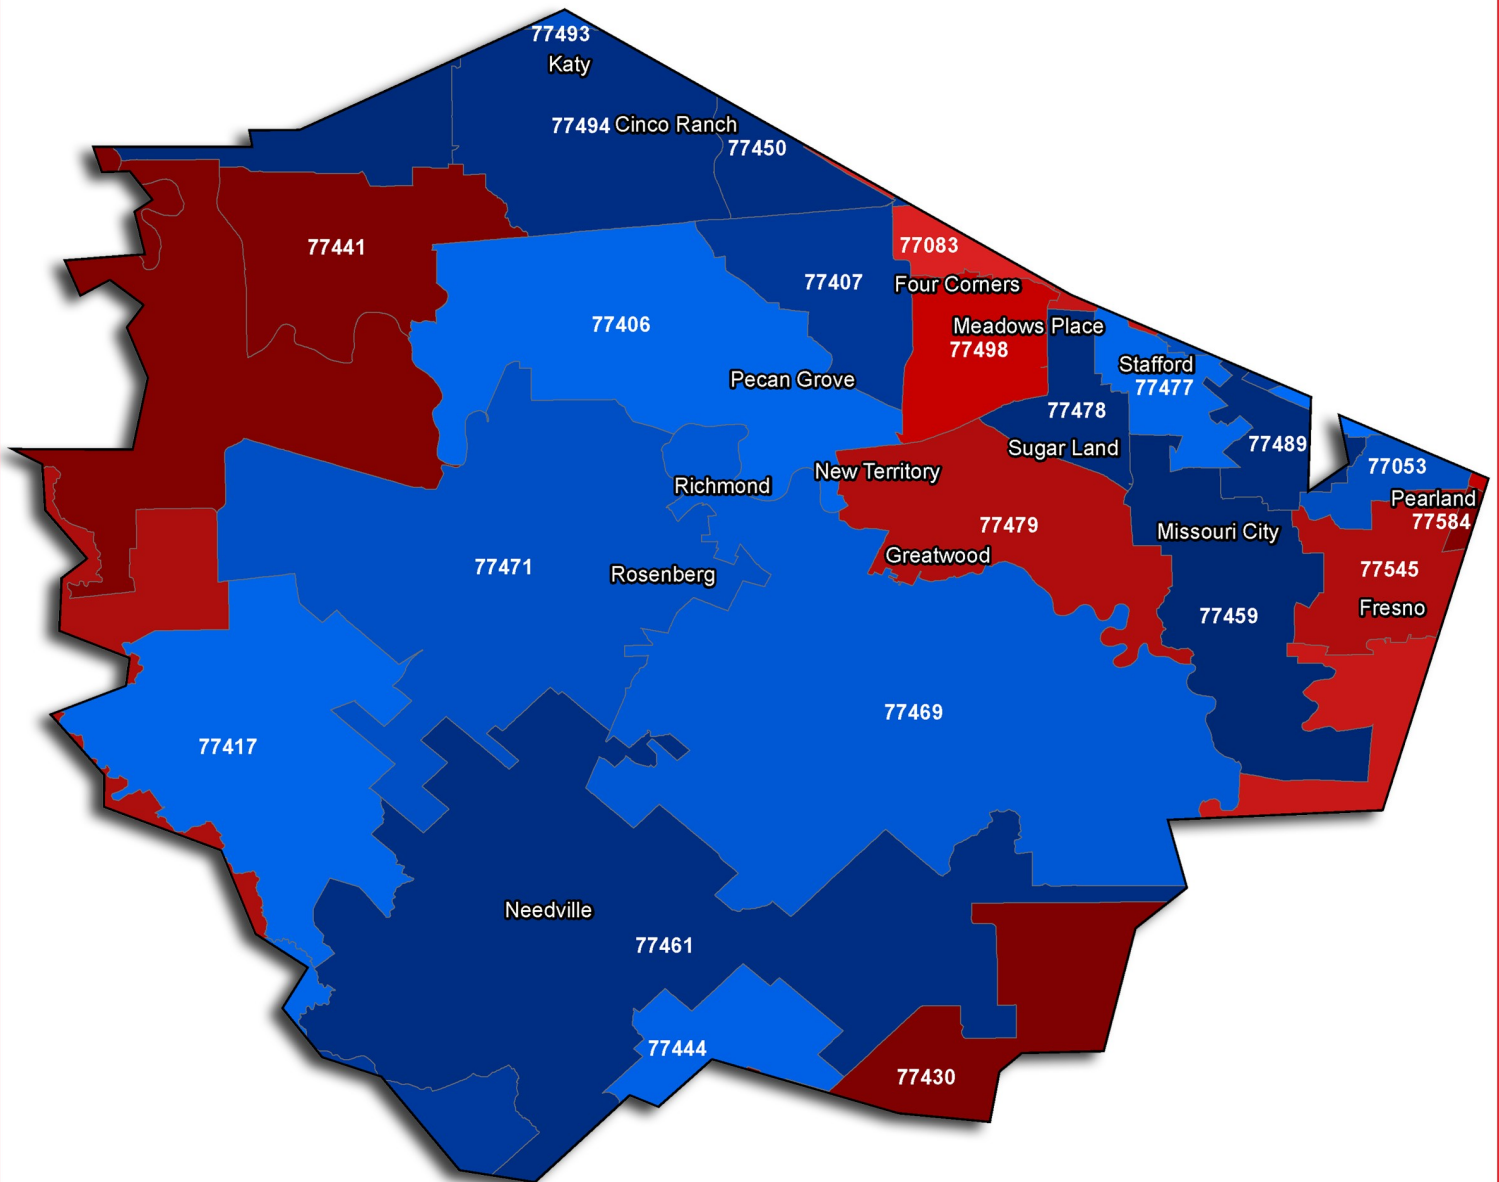 77493
Katy
77494 Cinco Ranch
77450
77441
77083
77407
Four Corners
77406
Meadows Place
77498
Stafford
77477
Pecan Grove
77478
77489
Sugar Land
77053
New Territory
Richmond
Pearland
77584
77479
Missouri City
Greatwood
77471
Rosenberg
77545
Fresno
77459
77469
77417
Needville
77461
77444
77430